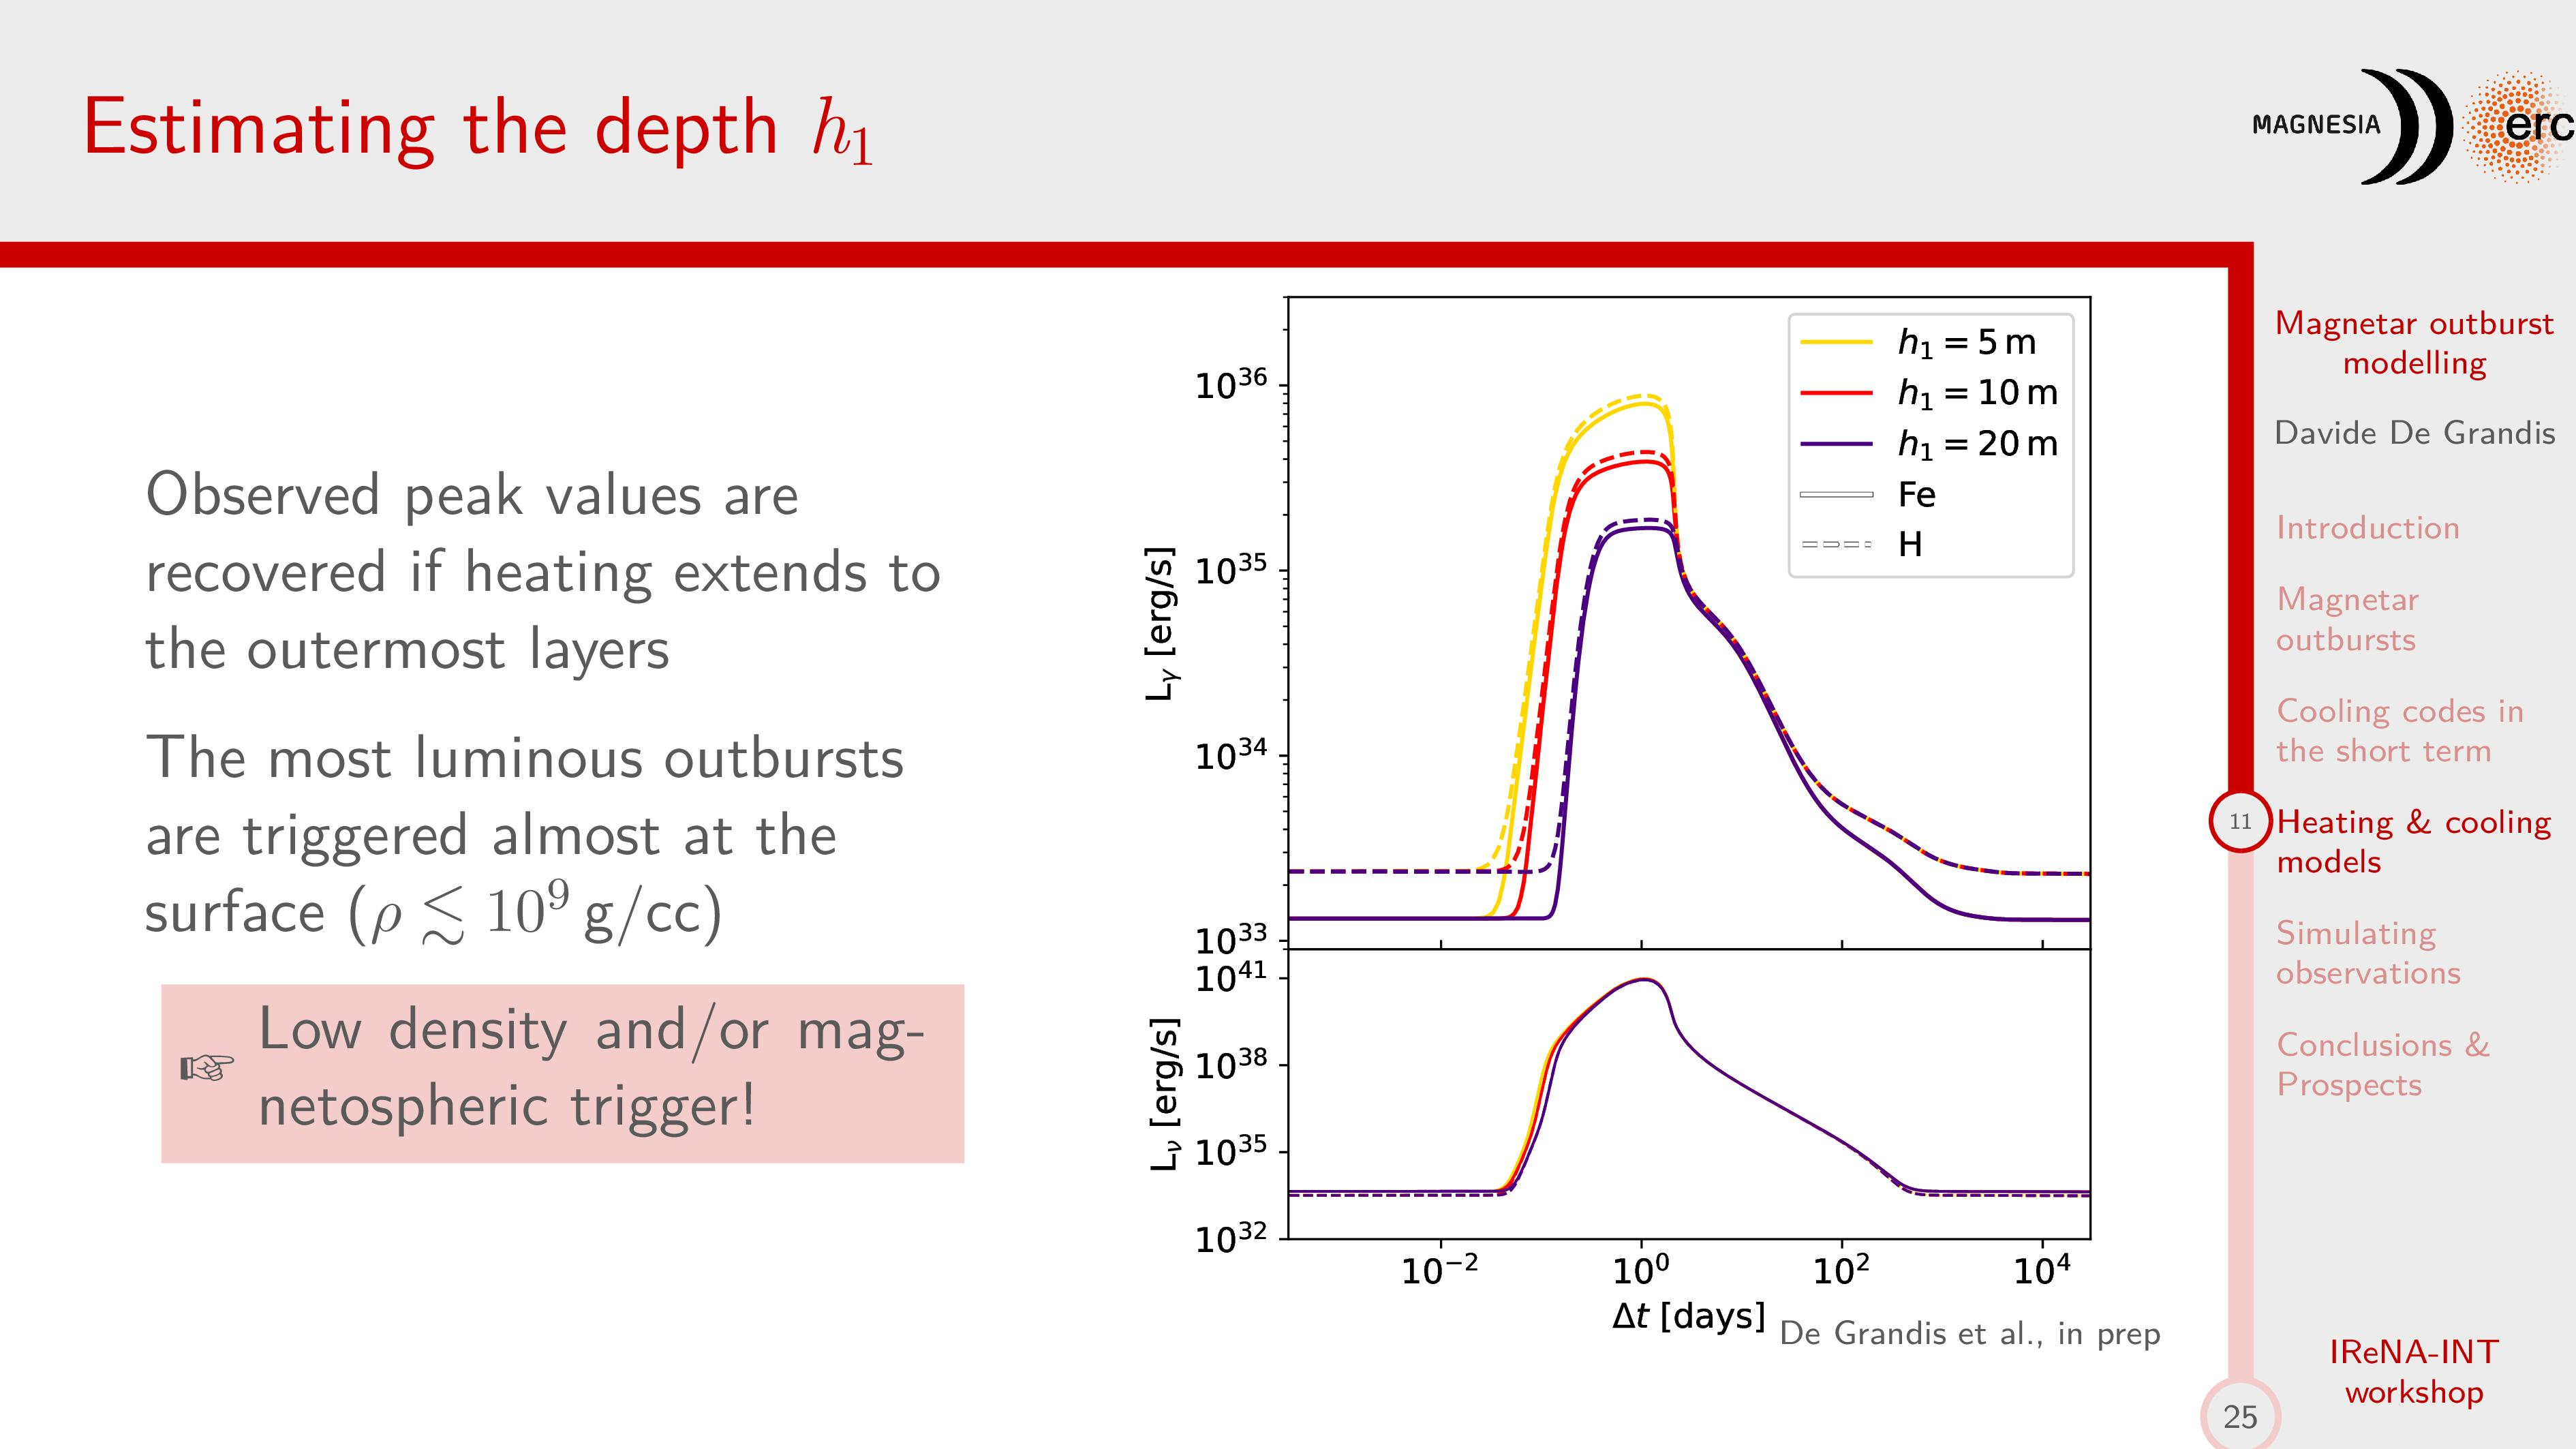 Estimating the depth h₁
MAGNESIA
erc
Observed peak values are
recovered if heating extends to
the outermost layers
The most luminous outbursts
are triggered almost at the
surface (ρ ≲ 10⁹ g/cc)
☞ Low density and/or mag-
netospheric trigger!
h₁ = 5 m
h₁ = 10 m
h₁ = 20 m
Fe
H
Lγ [erg/s]
10³⁶
10³⁵
10³⁴
10³³
Lν [erg/s]
10⁴¹
10³⁸
10³⁵
10³²
10⁻² 10⁰ 10² 10⁴
Δt [days]
De Grandis et al., in prep
Magnetar outburst
modelling
Davide De Grandis
Introduction
Magnetar
outbursts
Cooling codes in
the short term
11 Heating & cooling
models
Simulating
observations
Conclusions &
Prospects
IReNA-INT
workshop
25